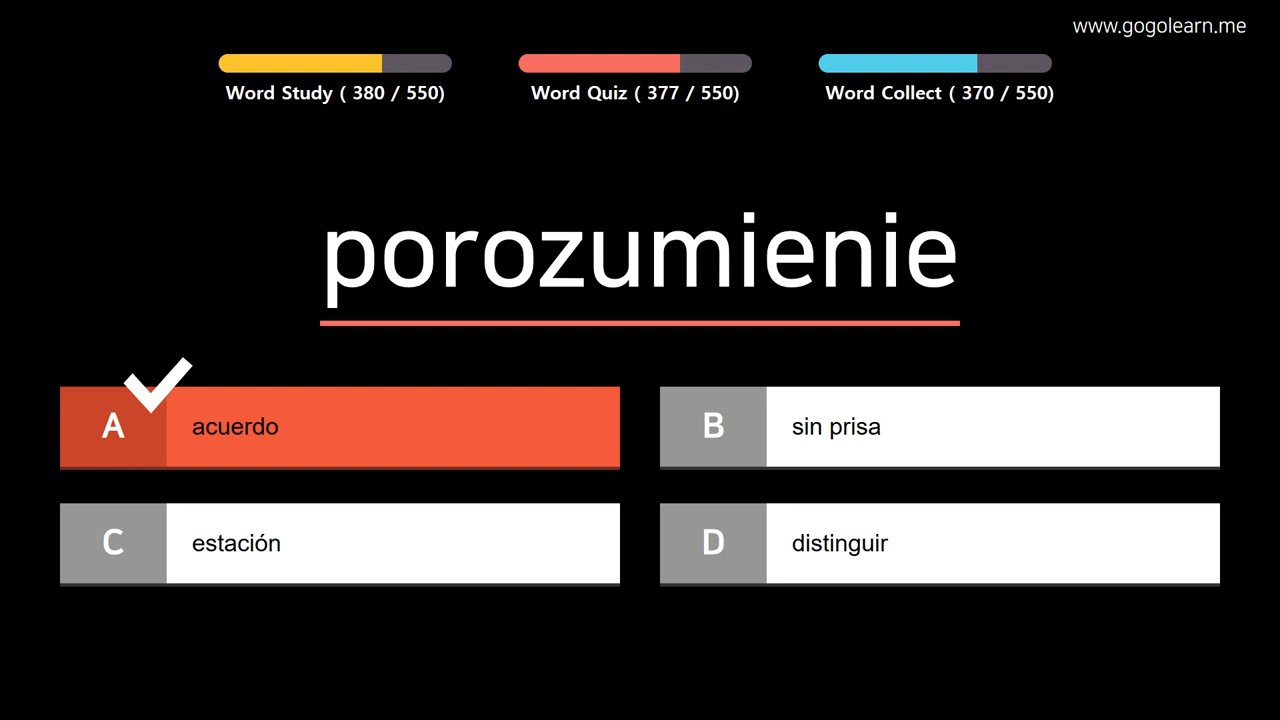 www.gogolearn.me
Word Study ( 380 / 550)
Word Quiz ( 377 / 550)
Word Collect ( 370 / 550)
porozumienie
A acuerdo
B sin prisa
C estación
D distinguir